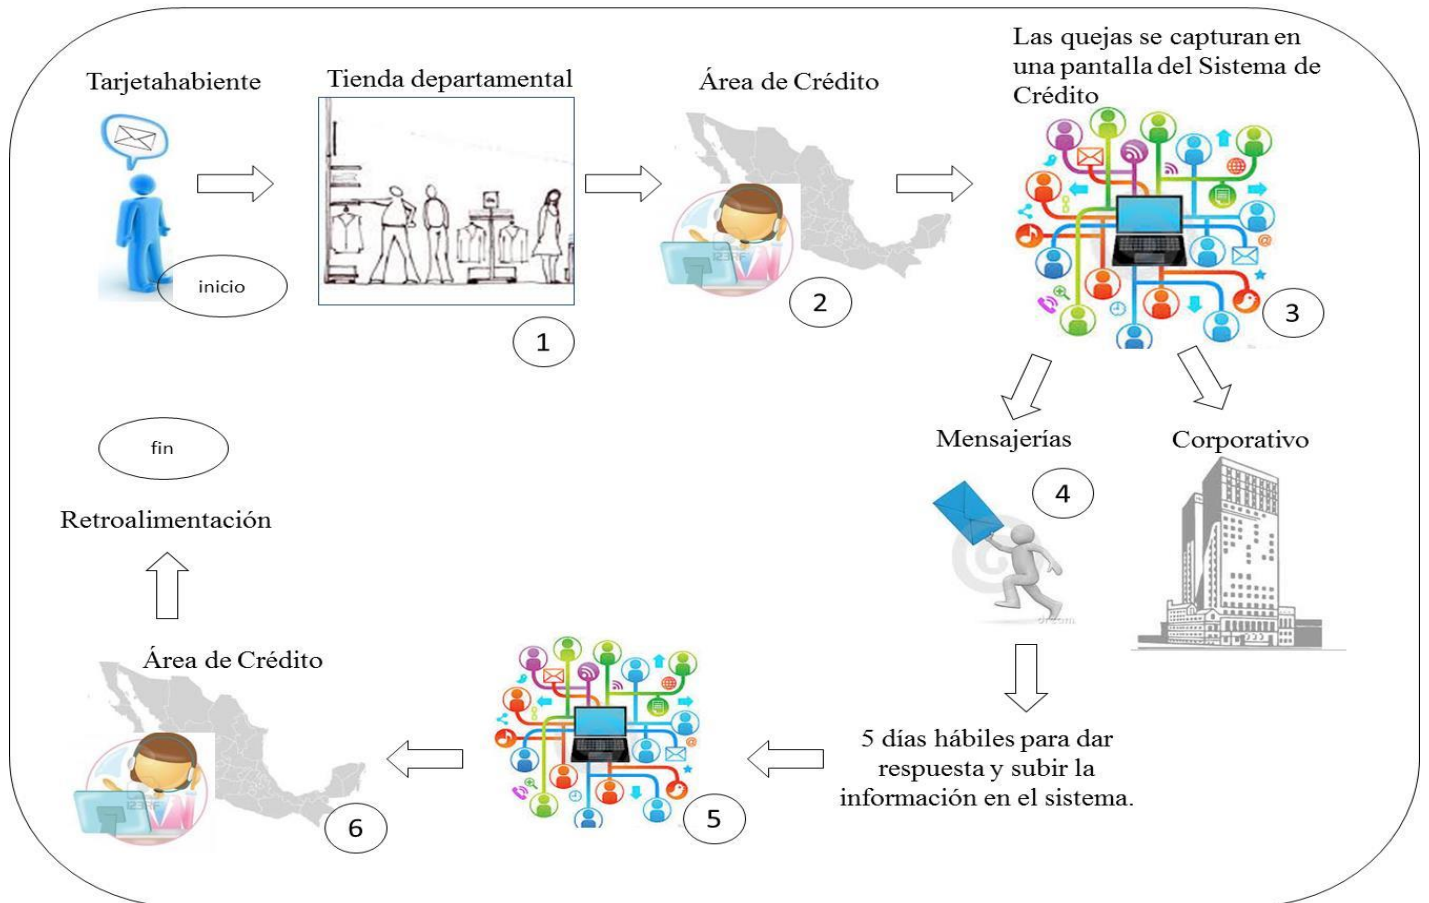 Tarjetahabiente
Tienda departamental
Área de Crédito
Las quejas se capturan en
una pantalla del Sistema de
Crédito
inicio
1
123RF
2
@
3
Mensajerías
Corporativo
4
fin
Retroalimentación
Área de Crédito
5 días hábiles para dar
respuesta y subir la
información en el sistema.
@
5
123RF
6